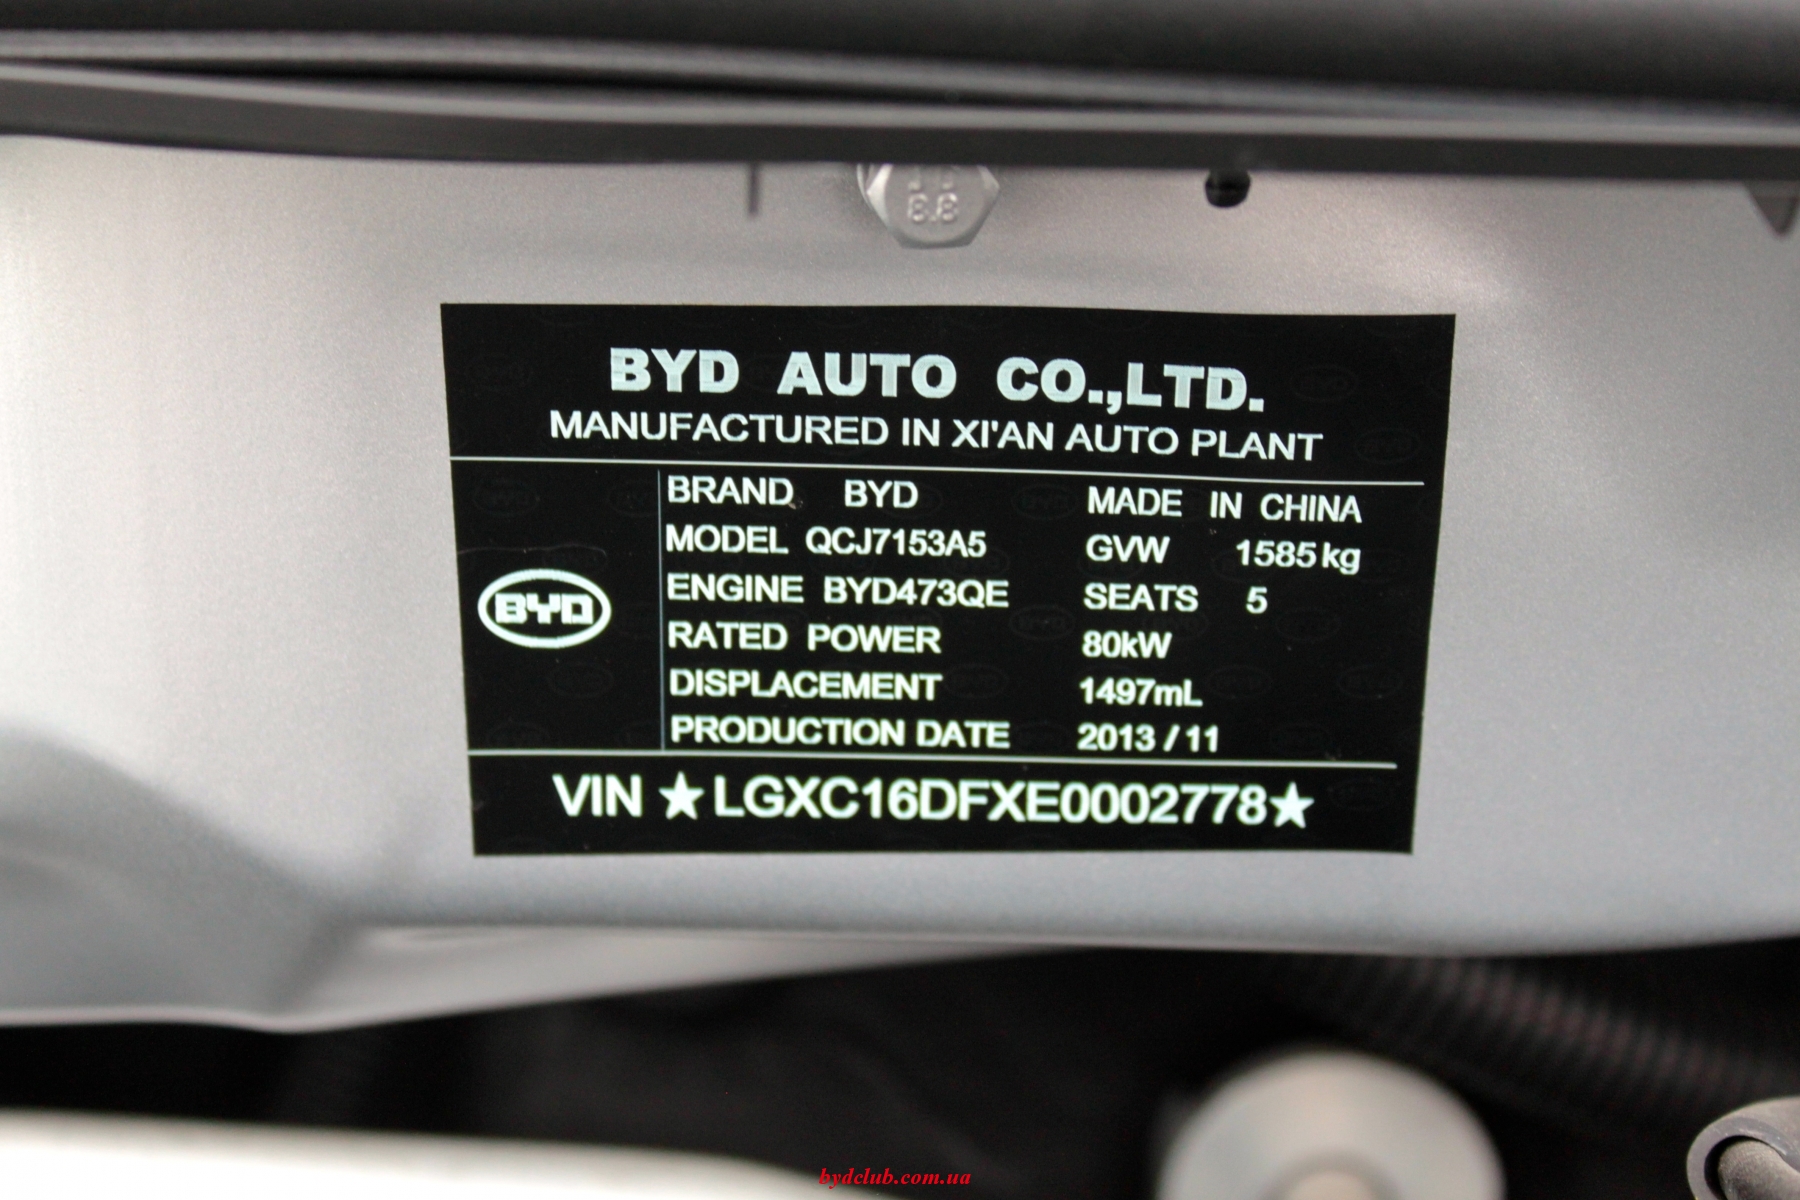 8.8
BYD AUTO CO.,LTD.
MANUFACTURED IN XI'AN AUTO PLANT
BRAND BYD MADE IN CHINA
MODEL QCJ7153A5 GVW 1585kg
ENGINE BYD473QE SEATS 5
BYD
RATED POWER 80kW
DISPLACEMENT 1497mL
PRODUCTION DATE 2013 / 11
VIN ★LGXC16DFXE0002778★
bydclub.com.ua